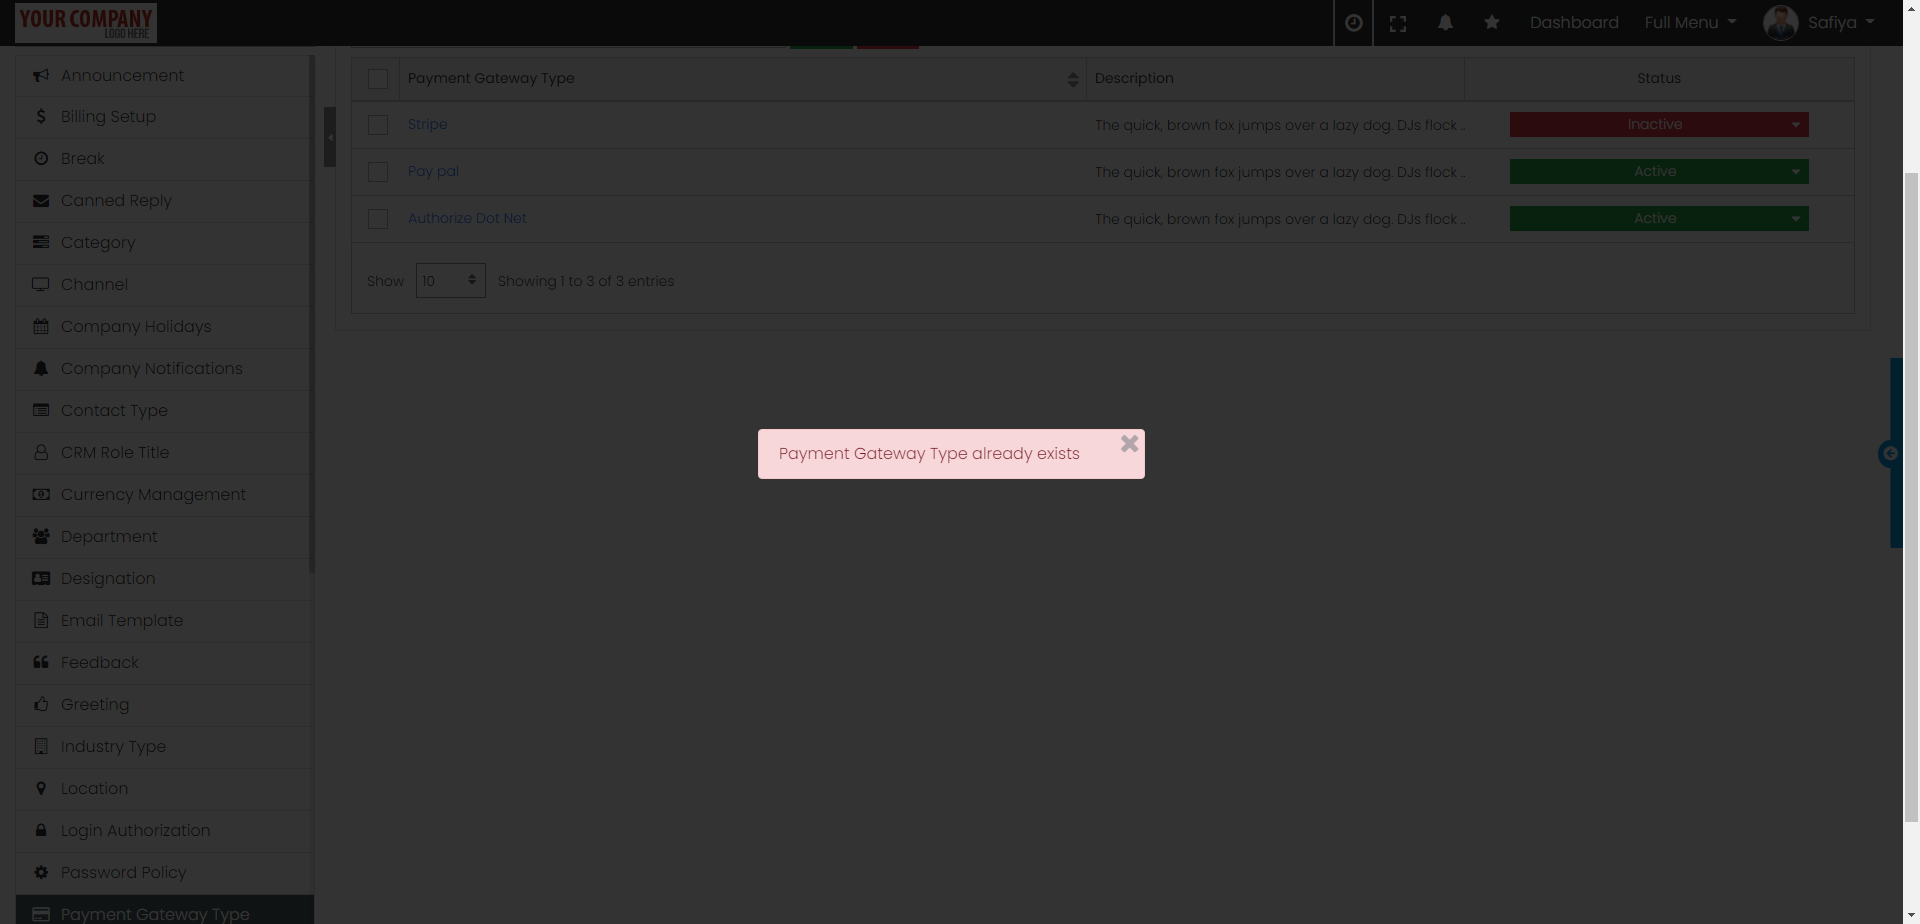 YOUR COMPANY
LOGO HERE
Dashboard
Full Menu
Safiya
Announcement
Billing Setup
Break
Canned Reply
Category
Channel
Company Holidays
Company Notifications
Contact Type
CRM Role Title
Currency Management
Department
Designation
Email Template
Feedback
Greeting
Industry Type
Location
Login Authorization
Password Policy
Payment Gateway Type
Payment Gateway Type Description Status
Stripe The quick, brown fox jumps over a lazy dog. DJs flock .. Inactive
Pay pal The quick, brown fox jumps over a lazy dog. DJs flock .. Active
Authorize Dot Net The quick, brown fox jumps over a lazy dog. DJs flock .. Active
Show 10 Showing 1 to 3 of 3 entries
Payment Gateway Type already exists